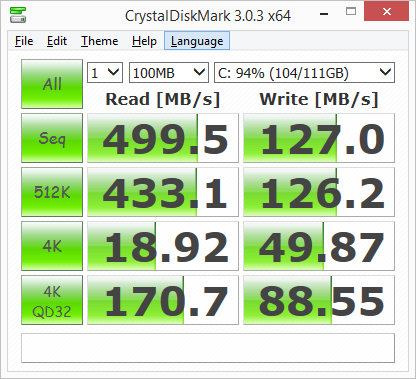 CrystalDiskMark 3.0.3 x64
File Edit Theme Help Language
All 1 100MB C: 94% (104/111GB)
Read [MB/s] Write [MB/s]
Seq 499.5 127.0
512K 433.1 126.2
4K 18.92 49.87
4K QD32 170.7 88.55